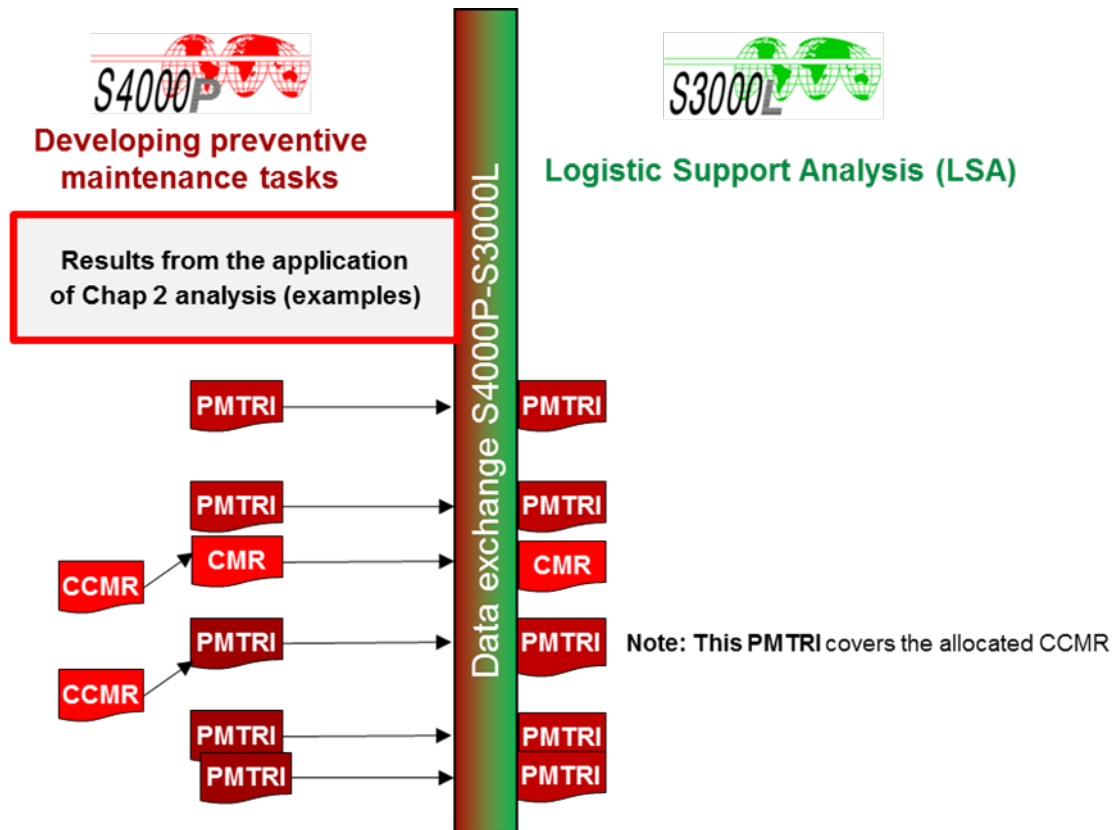 S4000P
S3000L
Developing preventive
maintenance tasks
Logistic Support Analysis (LSA)
Results from the application
of Chap 2 analysis (examples)
Data exchange S4000P-S3000L
PMTRI
PMTRI
PMTRI
PMTRI
CCMR
CMR
CMR
CCMR
PMTRI
PMTRI
Note: This PMTRI covers the allocated CCMR
PMTRI
PMTRI
PMTRI
PMTRI